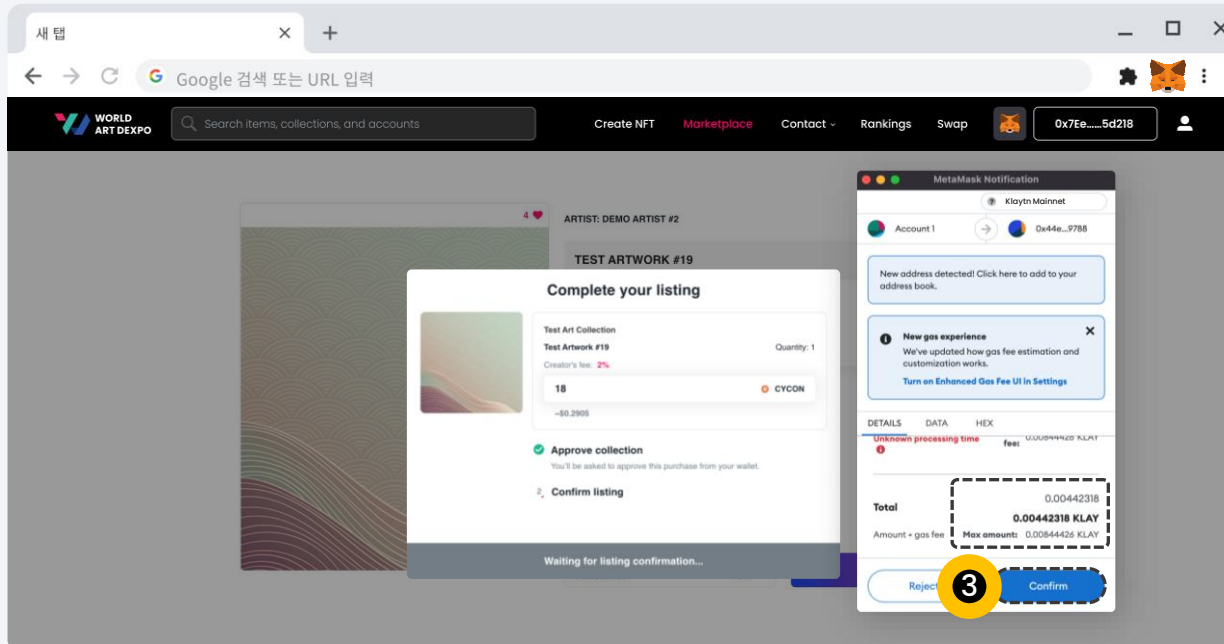 새 탭
Google 검색 또는 URL 입력
WORLD
ART DEXPO
Search items, collections, and accounts
Create NFT
Marketplace
Contact
Rankings
Swap
0x7Ee......5d218
4
ARTIST: DEMO ARTIST #2
TEST ARTWORK #19
Complete your listing
Test Art Collection
Test Artwork #19
Quantity: 1
Creator's fee: 2%
18
CYCON
~$0.2905
Approve collection
You'll be asked to approve this purchase from your wallet.
2
Confirm listing
Waiting for listing confirmation...
MetaMask Notification
Klaytn Mainnet
Account 1
0x44e...9788
New address detected! Click here to add to your
address book.
New gas experience
We've updated how gas fee estimation and
customization works.
Turn on Enhanced Gas Fee UI in Settings
DETAILS
DATA
HEX
Unknown processing time
fee:
0.00844426 KLAY
0.00442318
Total
0.00442318 KLAY
Amount + gas fee
Max amount: 0.00844426 KLAY
Reject
3
Confirm